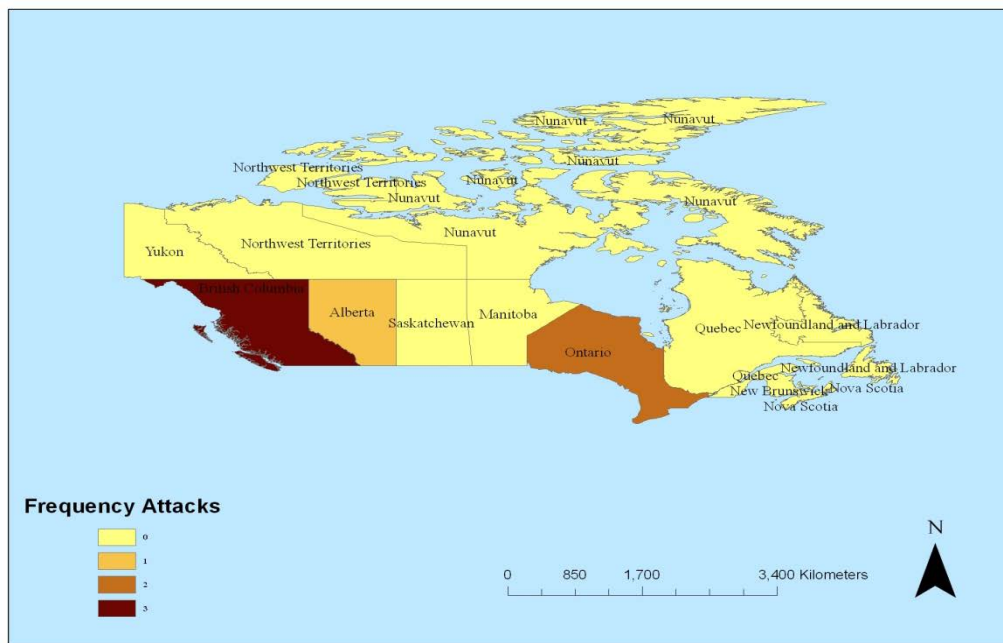 Nunavut
Nunavut
Nunavut
Northwest Territories
Northwest Territories
Nunavut
Nunavut
Nunavut
Nunavut
Northwest Territories
Yukon
British Columbia
Alberta
Saskatchewan
Manitoba
Ontario
Quebec
Newfoundland and Labrador
Newfoundland and Labrador
Quebec
New Brunswick
Nova Scotia
Nova Scotia
Frequency Attacks
0
1
2
3
0 850 1,700 3,400 Kilometers
N